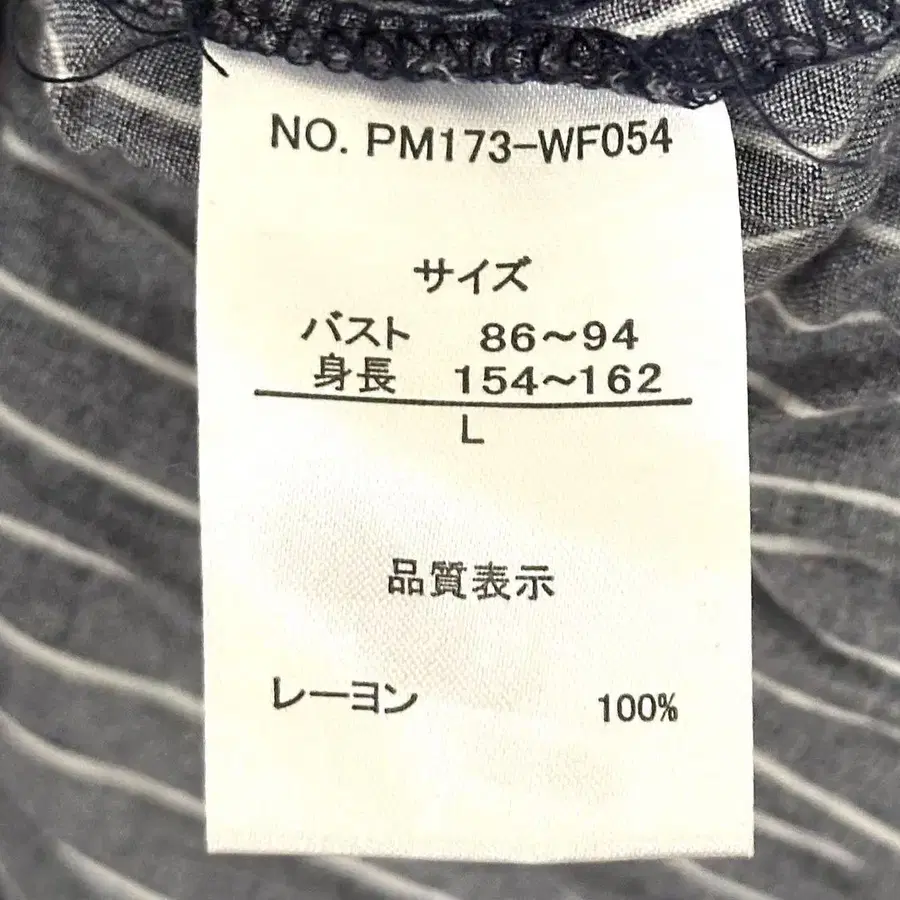 NO. PM173-WF054
サイズ
バスト 86〜94
身長 154〜162
L
品質表示
レーヨン 100%